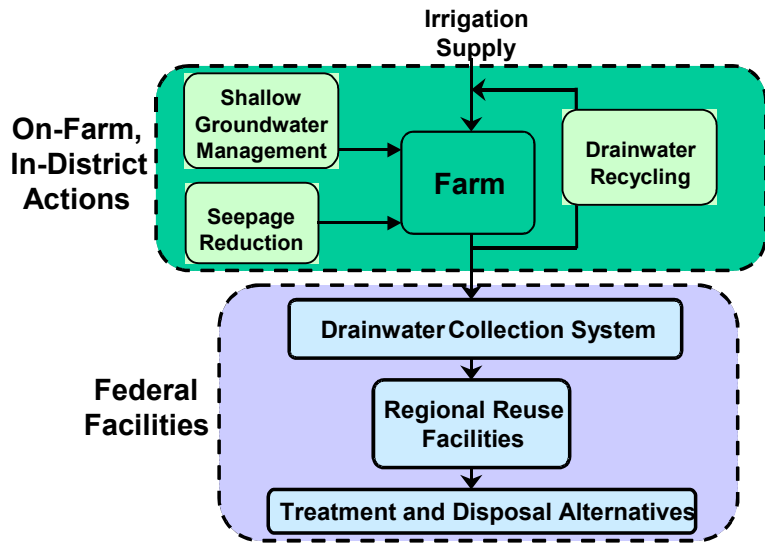 Irrigation
Supply
On-Farm,
In-District
Actions
Shallow
Groundwater
Management
Seepage
Reduction
Farm
Drainwater
Recycling
Federal
Facilities
Drainwater Collection System
Regional Reuse
Facilities
Treatment and Disposal Alternatives